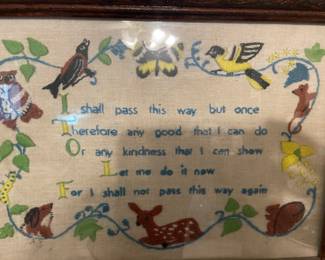 I shall pass this way but once
Therefore any good that I can do
Or any kindness that I can show
Let me do it now
For I shall not pass this way again